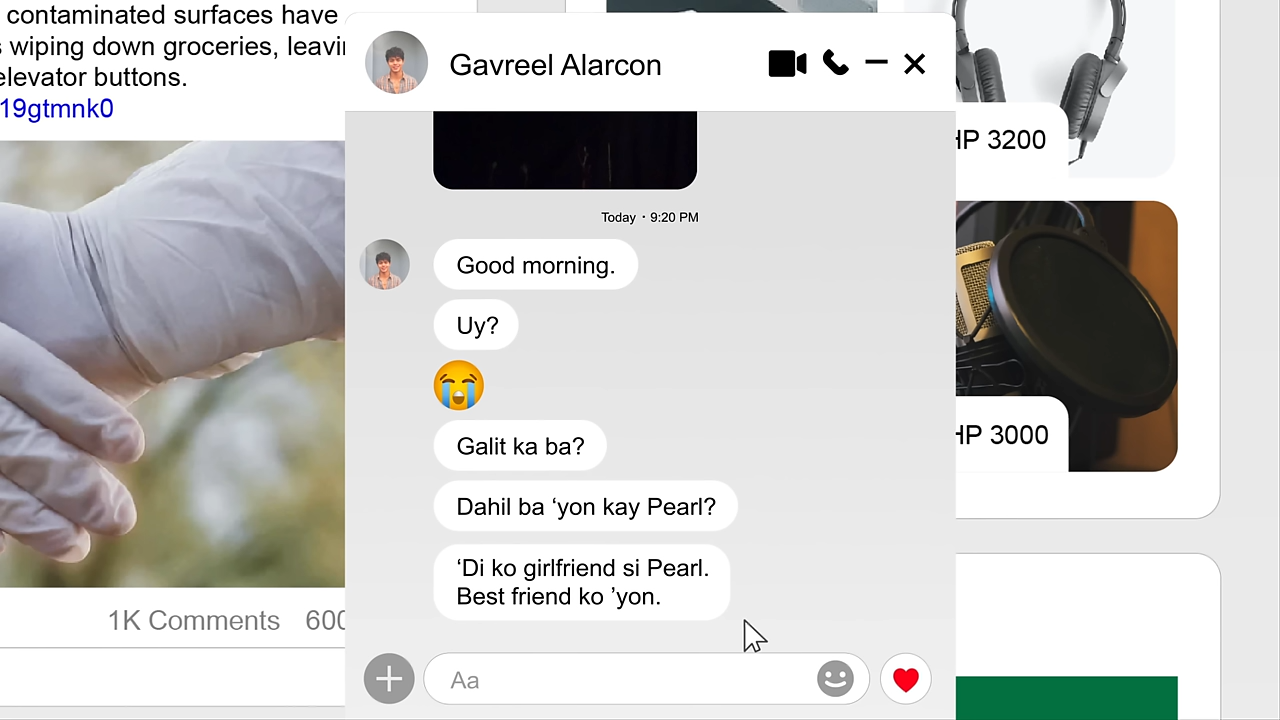 contaminated surfaces have
wiping down groceries,
elevator buttons.
19gtmnk0
1K Comments
Gavreel Alarcon
Today · 9:20 PM
Good morning.
Uy?
Galit ka ba?
Dahil ba ‘yon kay Pearl?
‘Di ko girlfriend si Pearl.
Best friend ko ’yon.
Aa
HP 3200
HP 3000